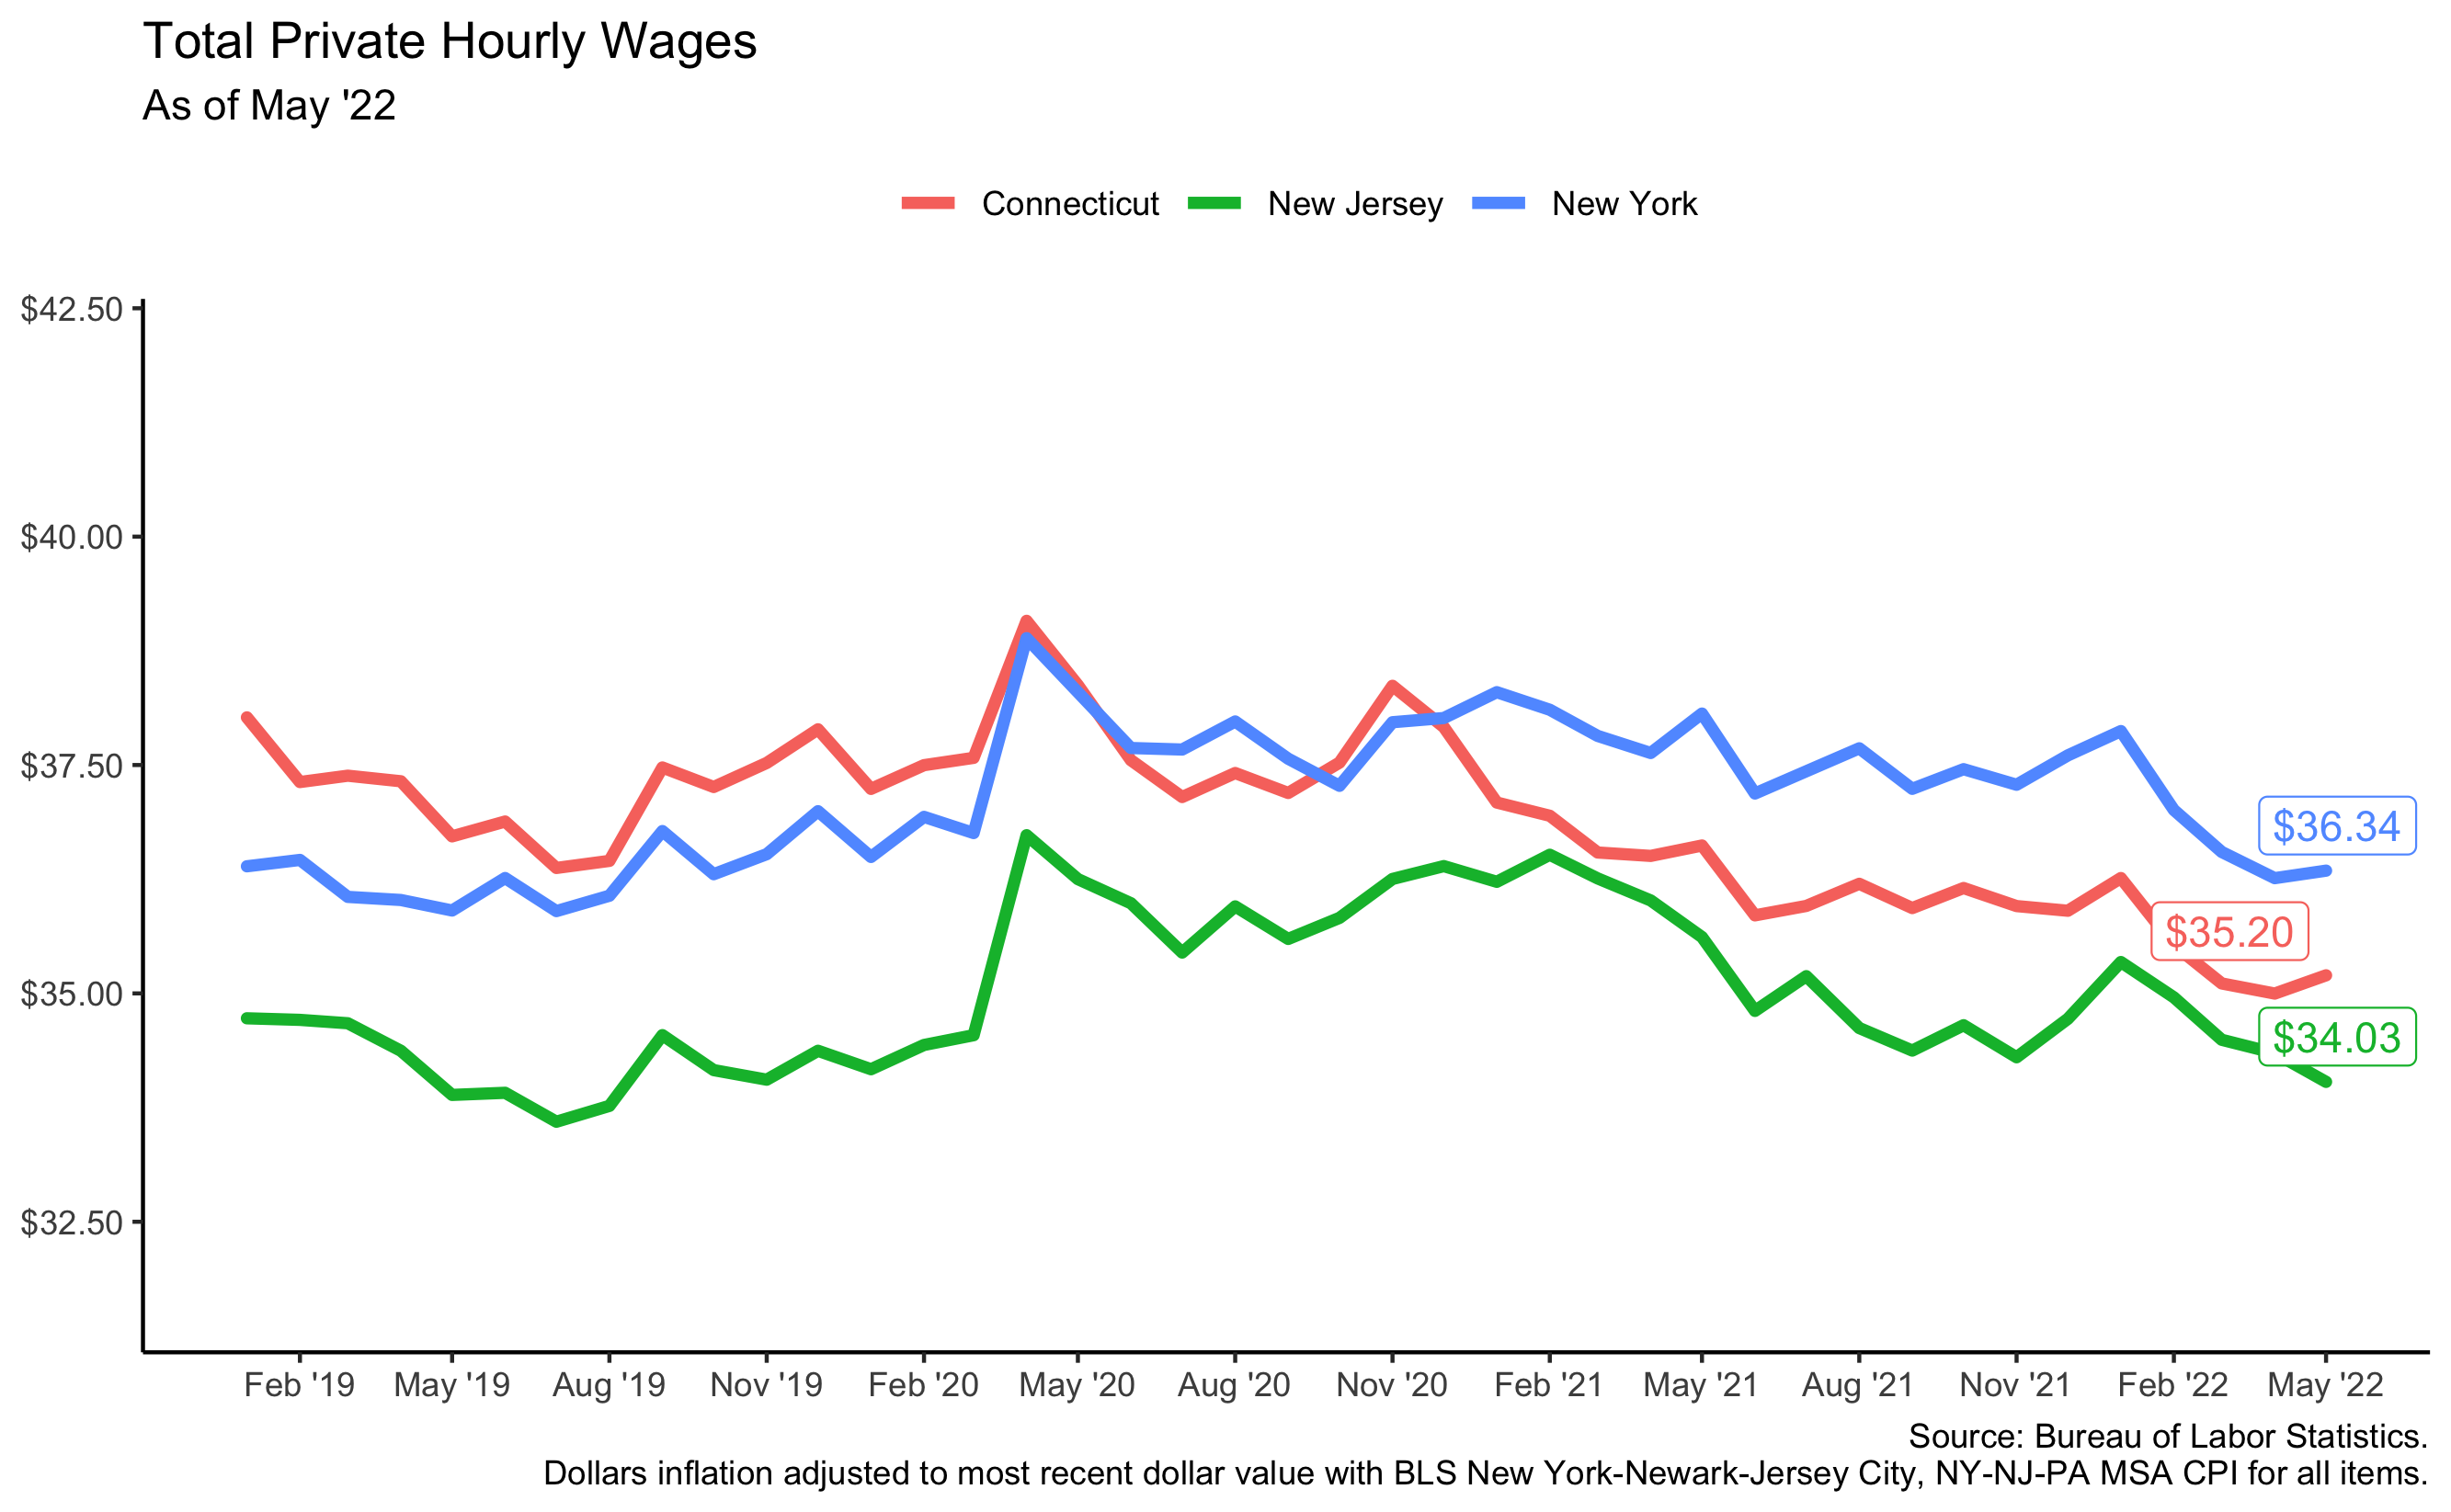 Total Private Hourly Wages
As of May '22
Connecticut New Jersey New York
$42.50
$40.00
$37.50
$35.00
$32.50
$36.34
$35.20
$34.03
Feb '19 May '19 Aug '19 Nov '19 Feb '20 May '20 Aug '20 Nov '20 Feb '21 May '21 Aug '21 Nov '21 Feb '22 May '22
Source: Bureau of Labor Statistics.
Dollars inflation adjusted to most recent dollar value with BLS New York-Newark-Jersey City, NY-NJ-PA MSA CPI for all items.